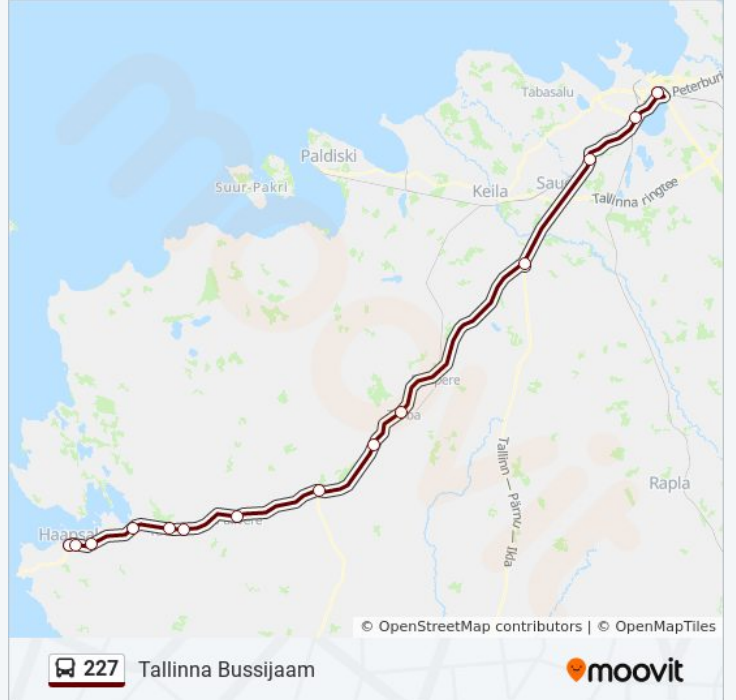 Peterburi
Tabasalu
Paldiski
Suur-Pakri
Keila
Tallinna ringtee
Tallinn — Pärnu — Ikla
Rapla
© OpenStreetMap contributors | © OpenMapTiles
227 Tallinna Bussijaam moovit